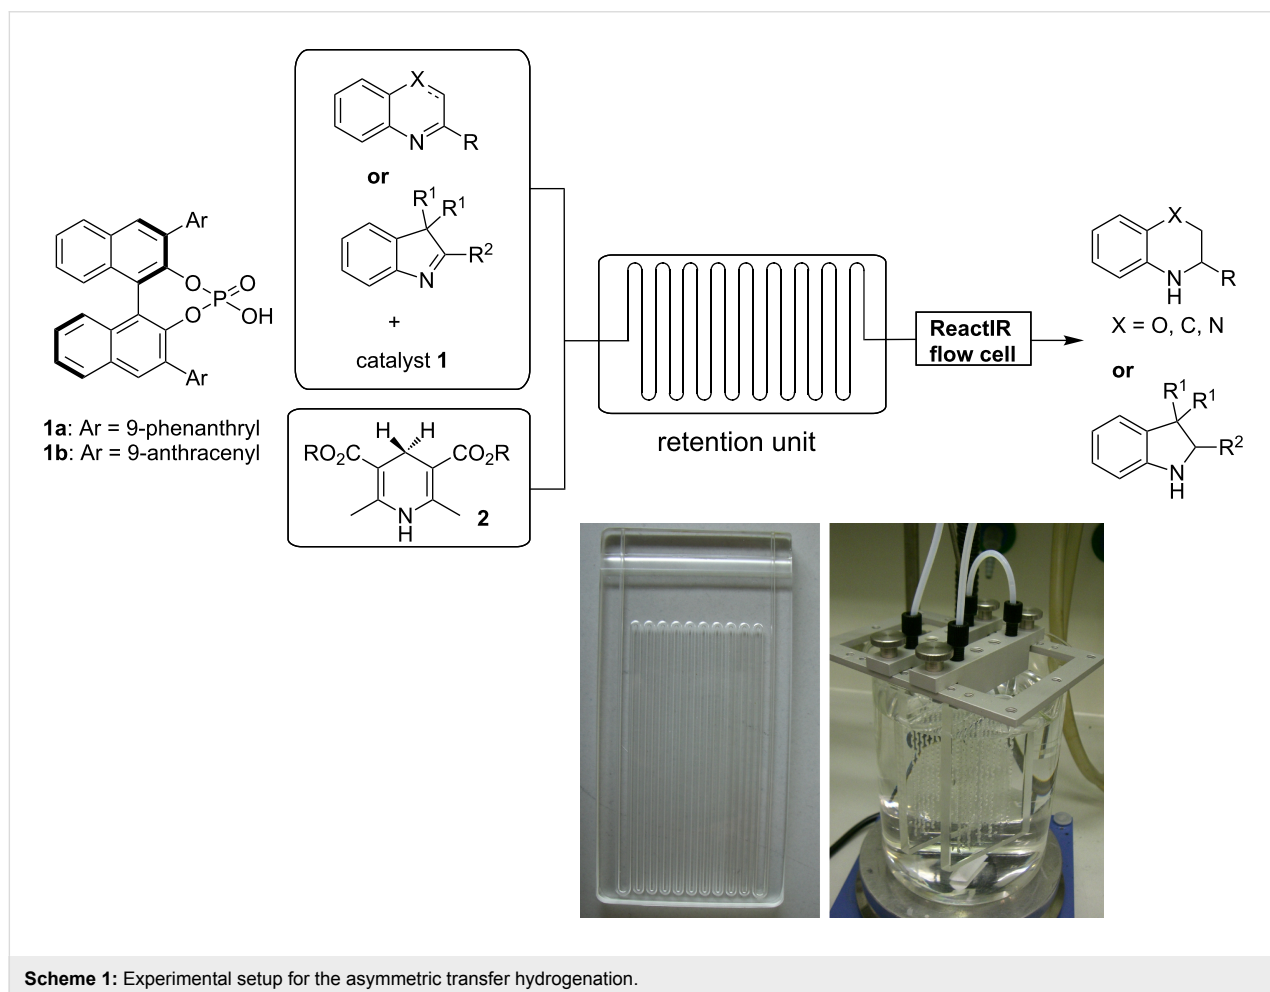 X
N
R
or
R1
R1
R2
N
+
catalyst 1
Ar
O
O
P
O
OH
Ar
1a: Ar = 9-phenanthryl
1b: Ar = 9-anthracenyl
H H
RO2C CO2R
N
H
2
retention unit
ReactIR
flow cell
X
N
H
R
X = O, C, N
or
R1
R1
R2
N
H
Scheme 1: Experimental setup for the asymmetric transfer hydrogenation.